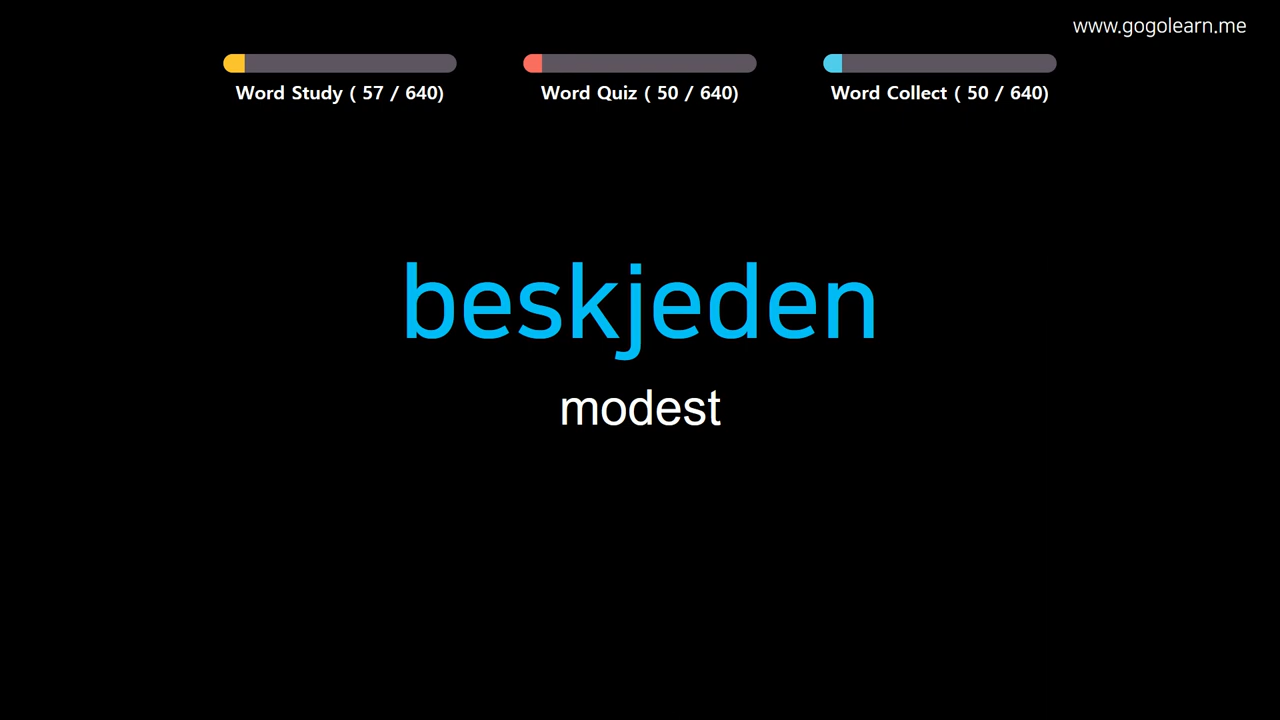 www.gogolearn.me
Word Study ( 57 / 640)
Word Quiz ( 50 / 640)
Word Collect ( 50 / 640)
beskjeden
modest